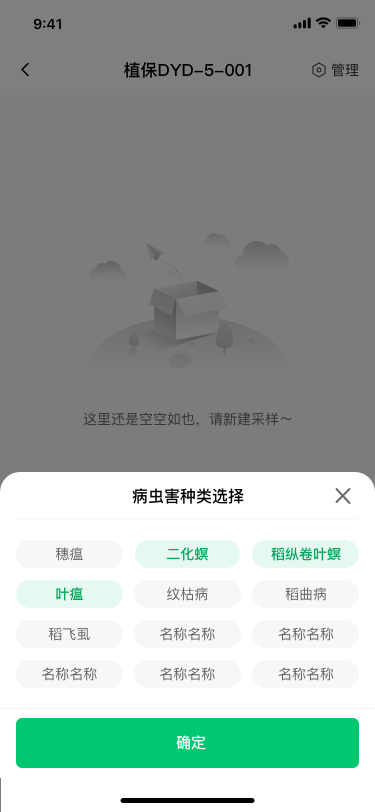 9:41
植保DYD-5-001
管理
这里还是空空如也，请新建采样～
病虫害种类选择
穗瘟 二化螟 稻纵卷叶螟
叶瘟 纹枯病 稻曲病
稻飞虱 名称名称 名称名称
名称名称 名称名称 名称名称
确定